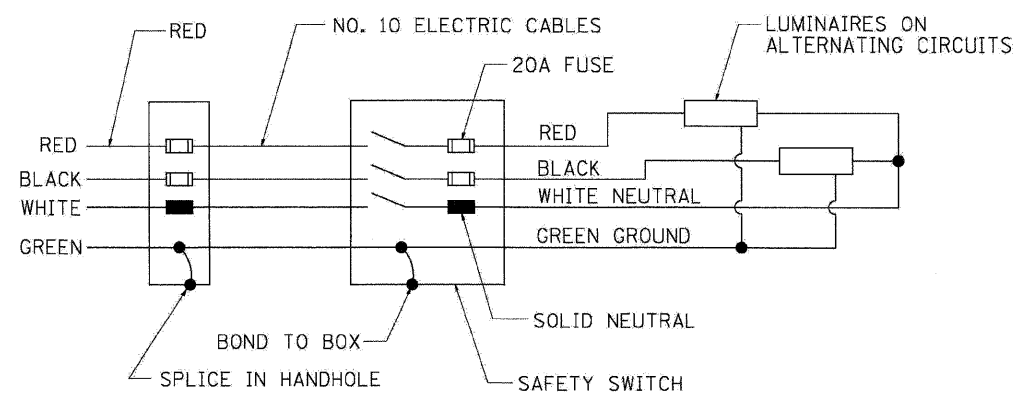 RED
NO. 10 ELECTRIC CABLES
LUMINAIRES ON
ALTERNATING CIRCUITS
20A FUSE
RED
RED
BLACK
BLACK
WHITE
WHITE NEUTRAL
GREEN
GREEN GROUND
SOLID NEUTRAL
BOND TO BOX
SPLICE IN HANDHOLE
SAFETY SWITCH